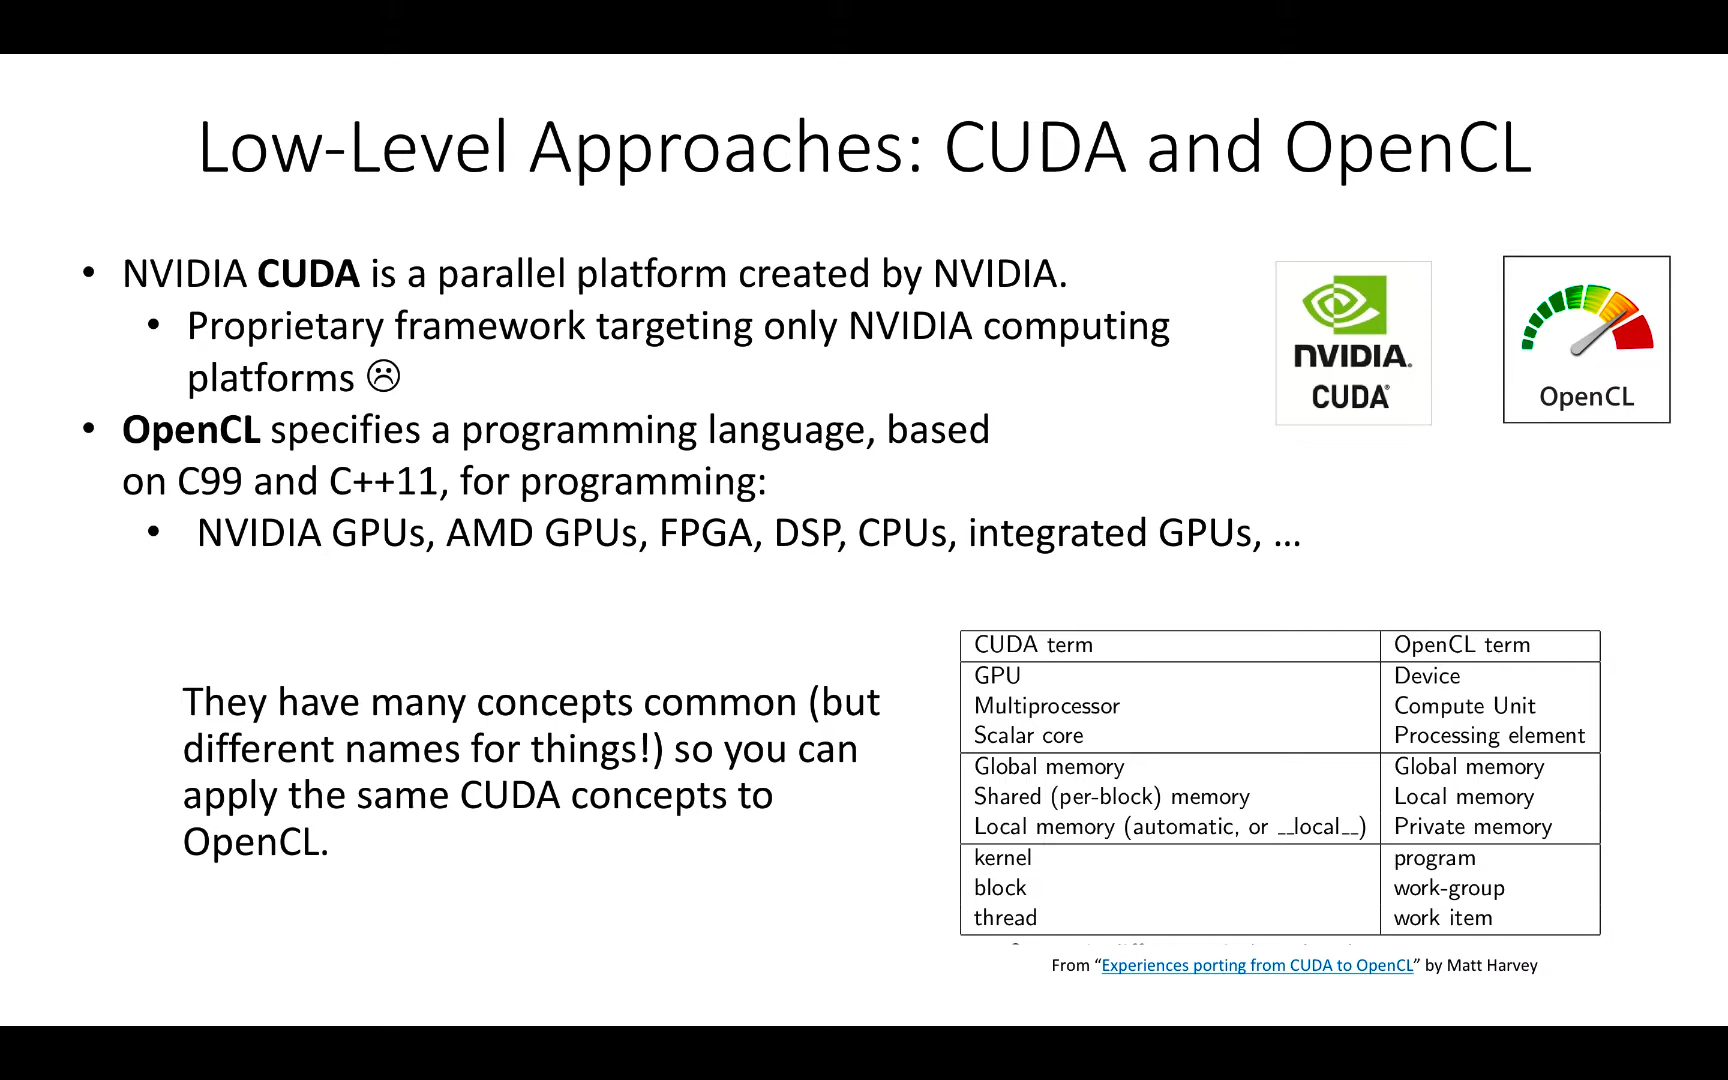 Low-Level Approaches: CUDA and OpenCL
• NVIDIA CUDA is a parallel platform created by NVIDIA.
• Proprietary framework targeting only NVIDIA computing
platforms ☹
• OpenCL specifies a programming language, based
on C99 and C++11, for programming:
• NVIDIA GPUs, AMD GPUs, FPGA, DSP, CPUs, integrated GPUs, …
NVIDIA.
CUDA®
OpenCL
They have many concepts common (but
different names for things!) so you can
apply the same CUDA concepts to
OpenCL.
CUDA term OpenCL term
GPU Device
Multiprocessor Compute Unit
Scalar core Processing element
Global memory Global memory
Shared (per-block) memory Local memory
Local memory (automatic, or __local__) Private memory
kernel program
block work-group
thread work item
From “Experiences porting from CUDA to OpenCL” by Matt Harvey